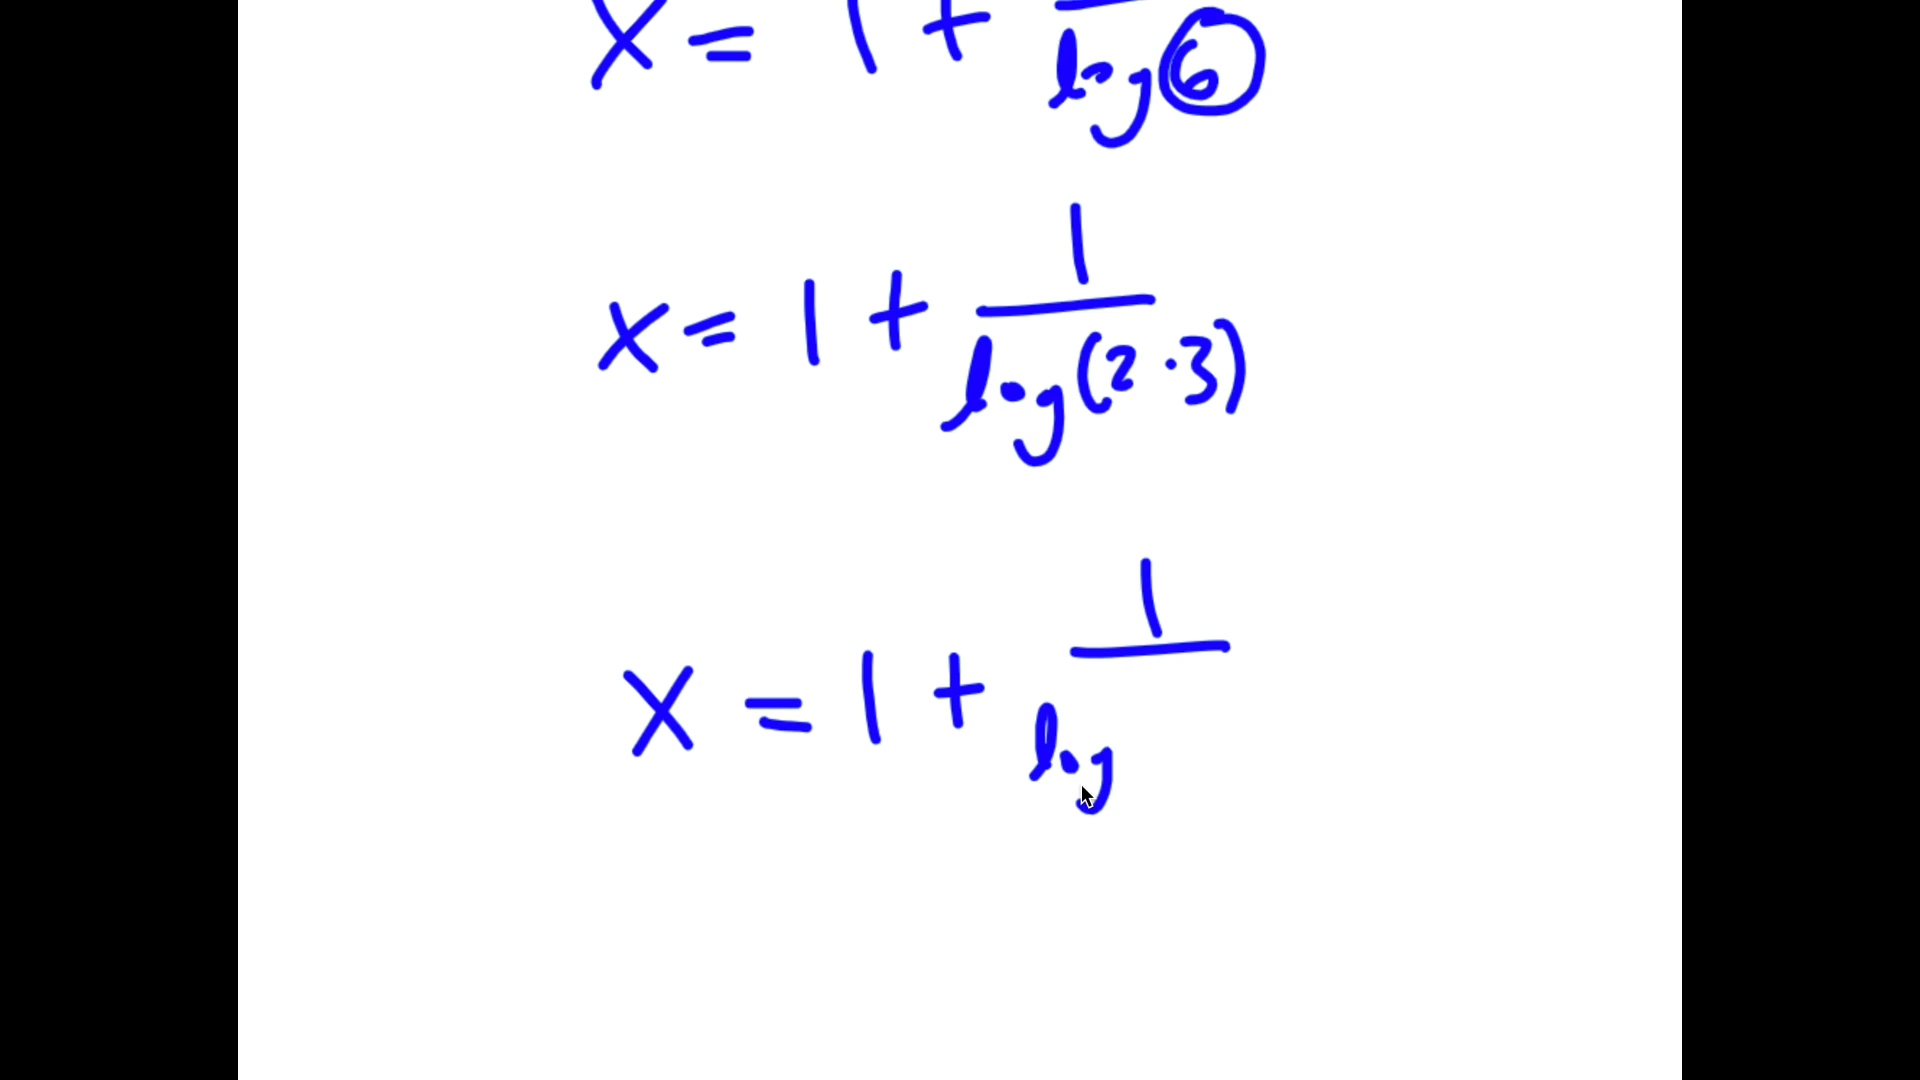 x = 1 + —/log 6
x = 1 + 1/log(2·3)
x = 1 + 1/log